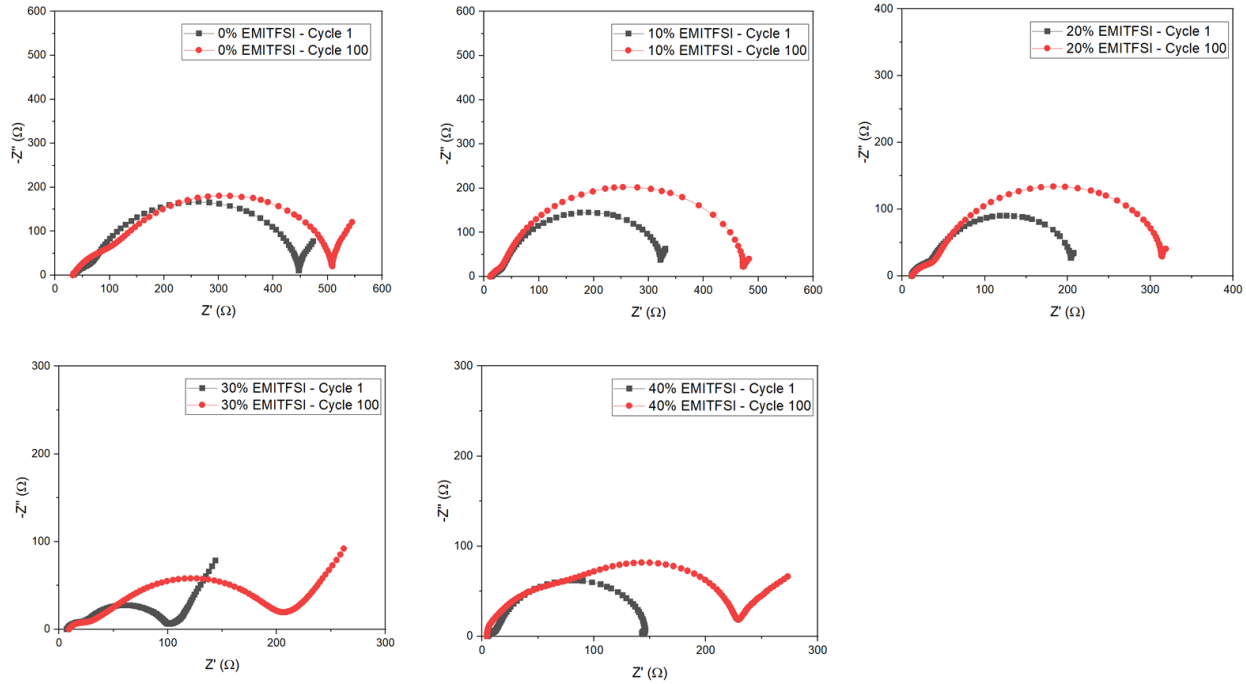 0% EMITFSI - Cycle 1
0% EMITFSI - Cycle 100
600
500
400
300
200
100
0
-Z'' (Ω)
0 100 200 300 400 500 600
Z' (Ω)
10% EMITFSI - Cycle 1
10% EMITFSI - Cycle 100
600
500
400
300
200
100
0
-Z'' (Ω)
0 100 200 300 400 500 600
Z' (Ω)
20% EMITFSI - Cycle 1
20% EMITFSI - Cycle 100
400
300
200
100
0
-Z'' (Ω)
0 100 200 300 400
Z' (Ω)
30% EMITFSI - Cycle 1
30% EMITFSI - Cycle 100
300
200
100
0
-Z'' (Ω)
0 100 200 300
Z' (Ω)
40% EMITFSI - Cycle 1
40% EMITFSI - Cycle 100
300
200
100
0
-Z'' (Ω)
0 100 200 300
Z' (Ω)